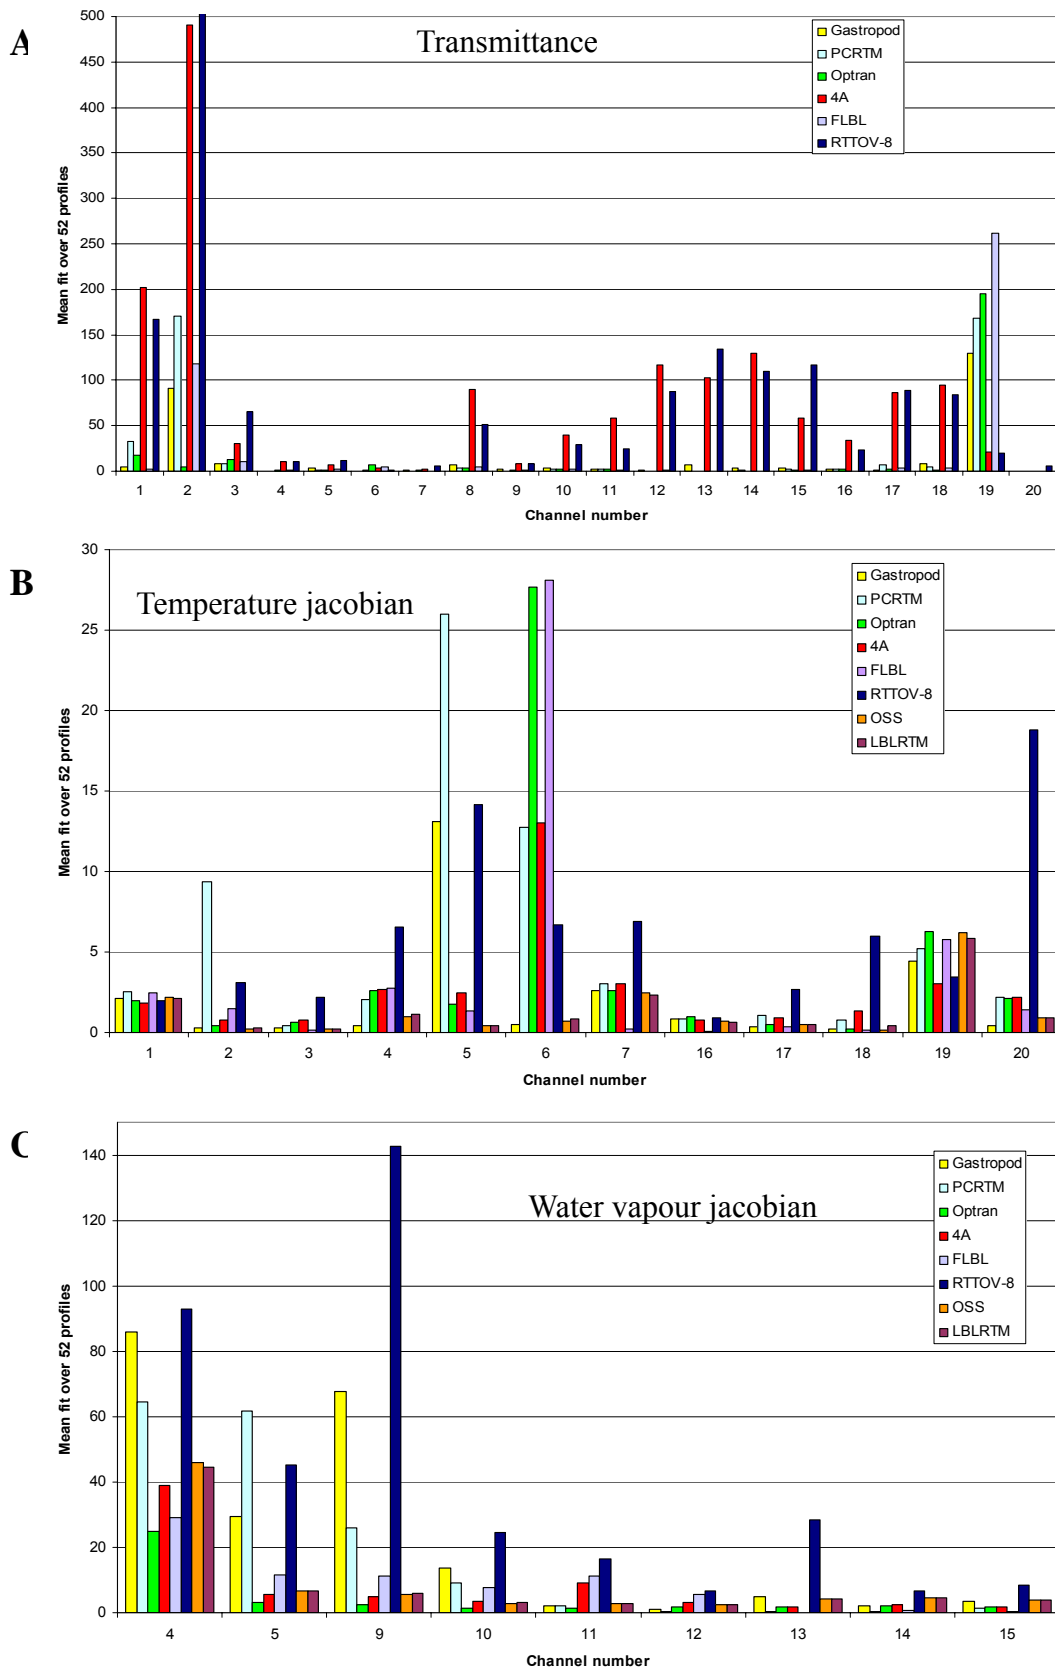 A
Transmittance
Mean fit over 52 profiles
500
450
400
350
300
250
200
150
100
50
0
Gastropod
PCRTM
Optran
4A
FLBL
RTTOV-8
1 2 3 4 5 6 7 8 9 10 11 12 13 14 15 16 17 18 19 20
Channel number
B
Temperature jacobian
Mean fit over 52 profiles
30
25
20
15
10
5
0
Gastropod
PCRTM
Optran
4A
FLBL
RTTOV-8
OSS
LBLRTM
1 2 3 4 5 6 7 16 17 18 19 20
Channel number
C
Water vapour jacobian
Mean fit over 52 profiles
140
120
100
80
60
40
20
0
Gastropod
PCRTM
Optran
4A
FLBL
RTTOV-8
OSS
LBLRTM
4 5 9 10 11 12 13 14 15
Channel number